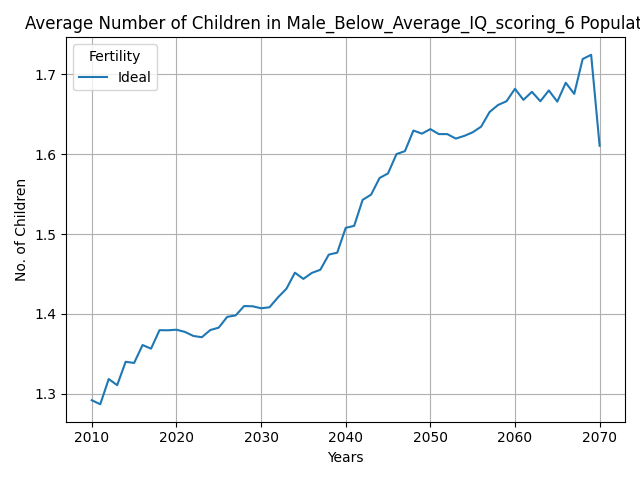 Average Number of Children in Male_Below_Average_IQ_scoring_6 Populat
Fertility
Ideal
No. of Children
1.7
1.6
1.5
1.4
1.3
2010 2020 2030 2040 2050 2060 2070
Years